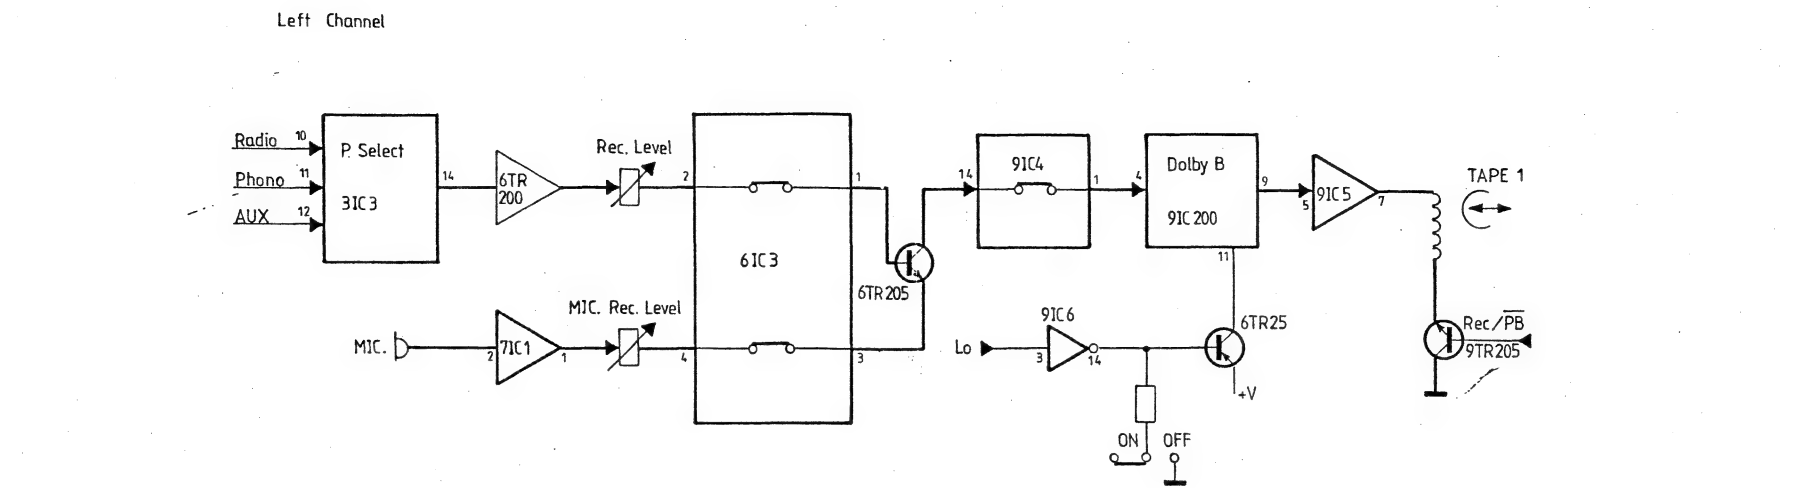 Left Channel
Radio 10
Phono 11
AUX 12
P. Select
3IC3
14
6TR
200
Rec. Level
2
1
6IC3
6TR205
MIC.
2
7IC1
1
MIC. Rec. Level
4
3
14
9IC4
1
4
Dolby B
9IC200
9
11
5
9IC5
7
TAPE 1
Lo
3
9IC6
14
6TR25
+V
ON OFF
Rec/PB
9TR205